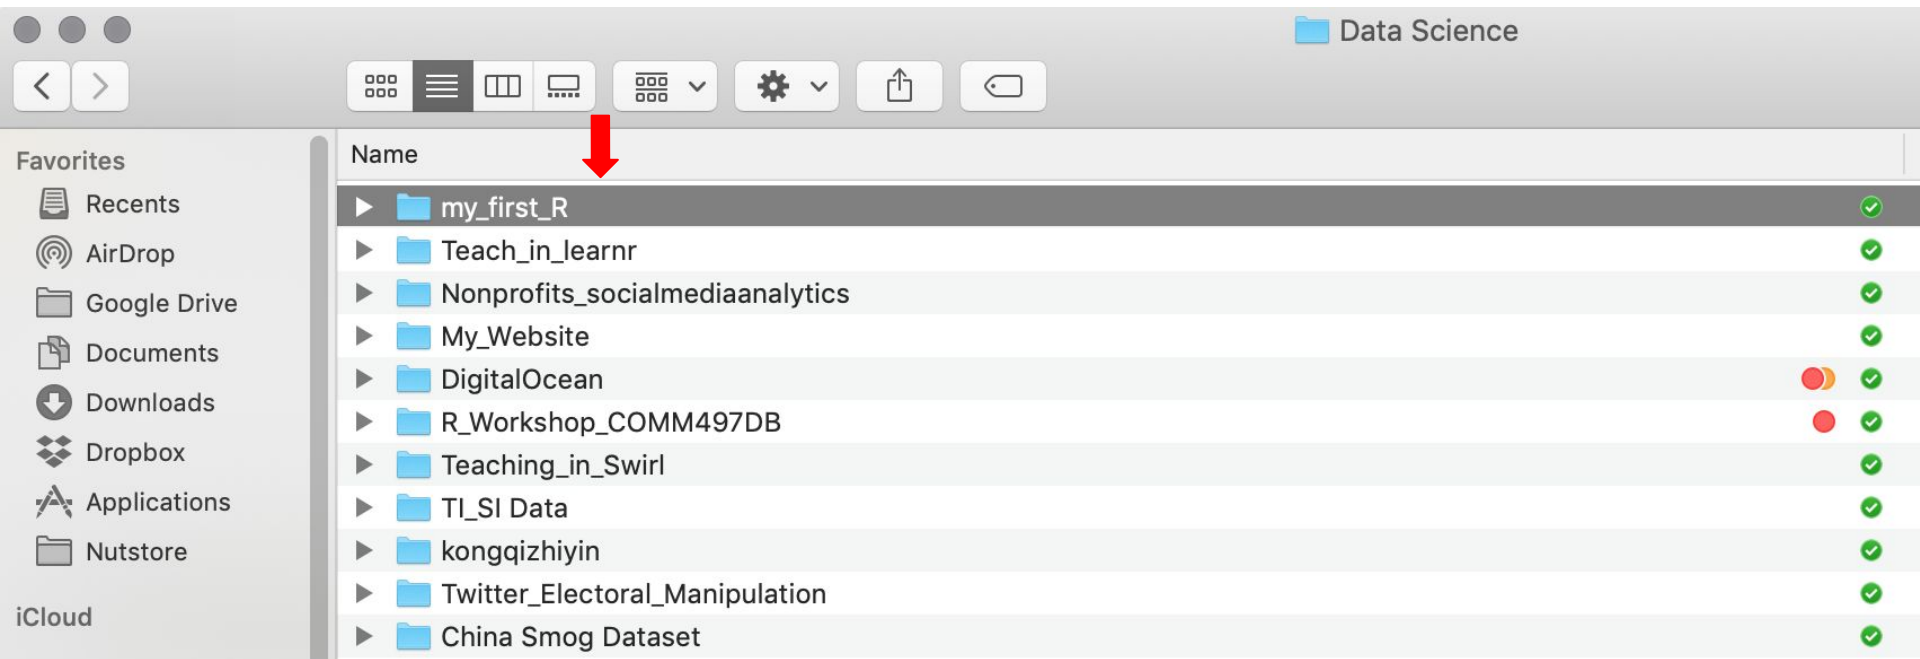 Data Science
Favorites
Recents
AirDrop
Google Drive
Documents
Downloads
Dropbox
Applications
Nutstore
iCloud
Name
my_first_R
Teach_in_learnr
Nonprofits_socialmediaanalytics
My_Website
DigitalOcean
R_Workshop_COMM497DB
Teaching_in_Swirl
TI_SI Data
kongqizhiyin
Twitter_Electoral_Manipulation
China Smog Dataset